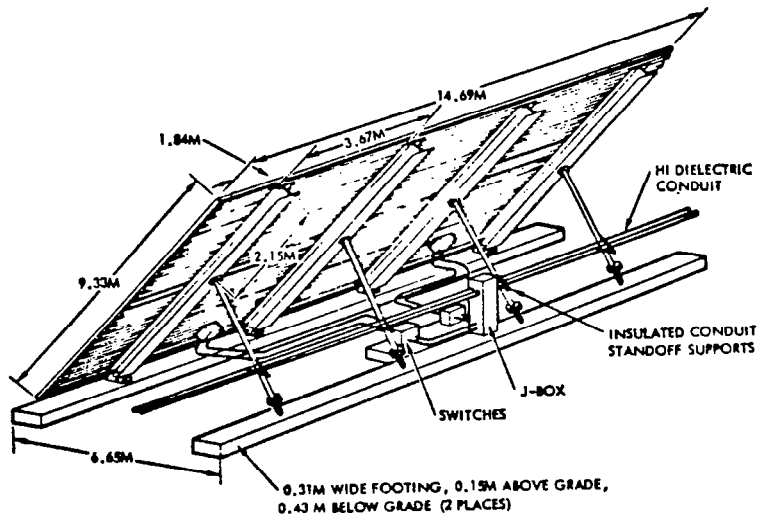 14.69M
3.67M
1.84M
HI DIELECTRIC
CONDUIT
2.15M
9.33M
INSULATED CONDUIT
STANDOFF SUPPORTS
J-BOX
SWITCHES
6.65M
0.31M WIDE FOOTING, 0.15M ABOVE GRADE,
0.43 M BELOW GRADE (2 PLACES)